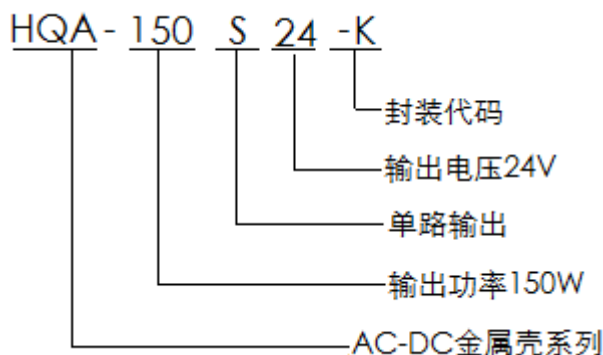 HQA-150 S 24 -K
封装代码
输出电压24V
单路输出
输出功率150W
AC-DC金属壳系列